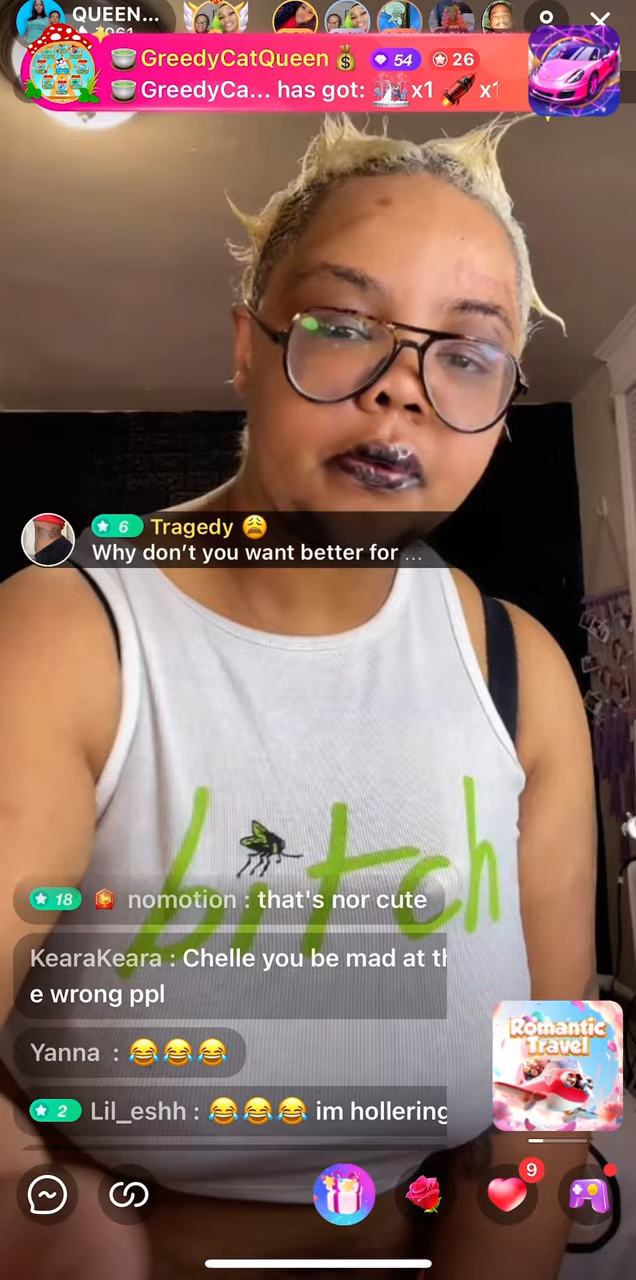 QUEEN...
GreedyCatQueen 54 26
GreedyCa... has got: x1 x1
6 Tragedy
Why don't you want better for ...
bitch
18 nomotion : that's nor cute
KearaKeara : Chelle you be mad at th
e wrong ppl
Yanna :
Romantic
Travel
2 Lil_eshh : im hollering
9